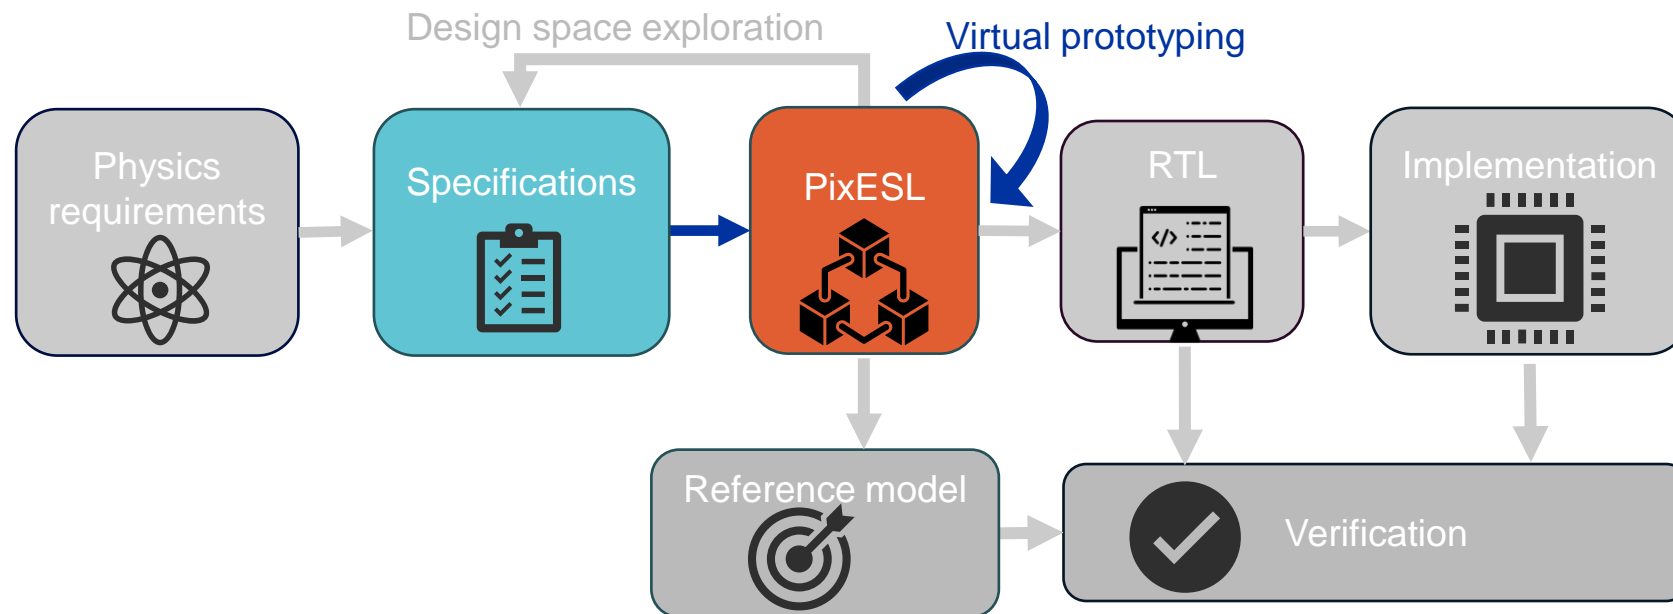 Design space exploration
Virtual prototyping
Physics
requirements
Specifications
PixESL
RTL
</>
Implementation
Reference model
Verification